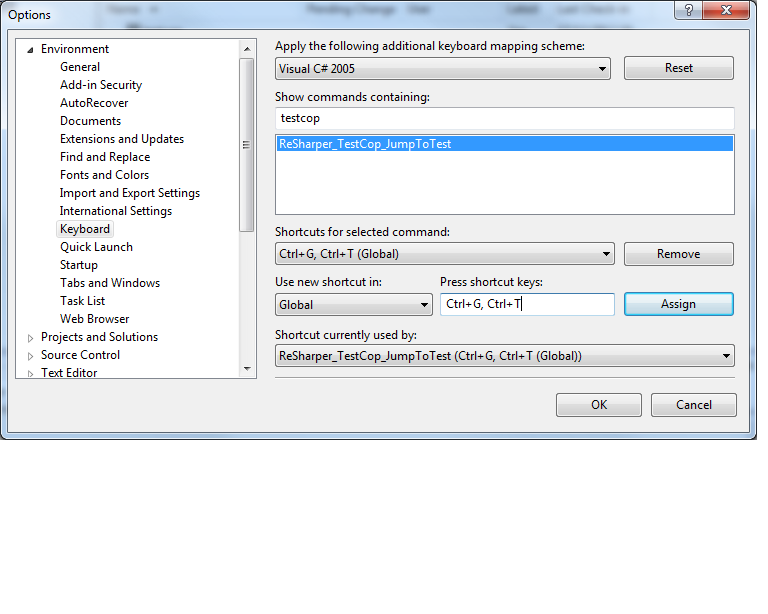 Options
Environment
General
Add-in Security
AutoRecover
Documents
Extensions and Updates
Find and Replace
Fonts and Colors
Import and Export Settings
International Settings
Keyboard
Quick Launch
Startup
Tabs and Windows
Task List
Web Browser
Projects and Solutions
Source Control
Text Editor
Apply the following additional keyboard mapping scheme:
Visual C# 2005
Reset
Show commands containing:
testcop
ReSharper_TestCop_JumpToTest
Shortcuts for selected command:
Ctrl+G, Ctrl+T (Global)
Remove
Use new shortcut in:
Press shortcut keys:
Global
Ctrl+G, Ctrl+T
Assign
Shortcut currently used by:
ReSharper_TestCop_JumpToTest (Ctrl+G, Ctrl+T (Global))
OK
Cancel